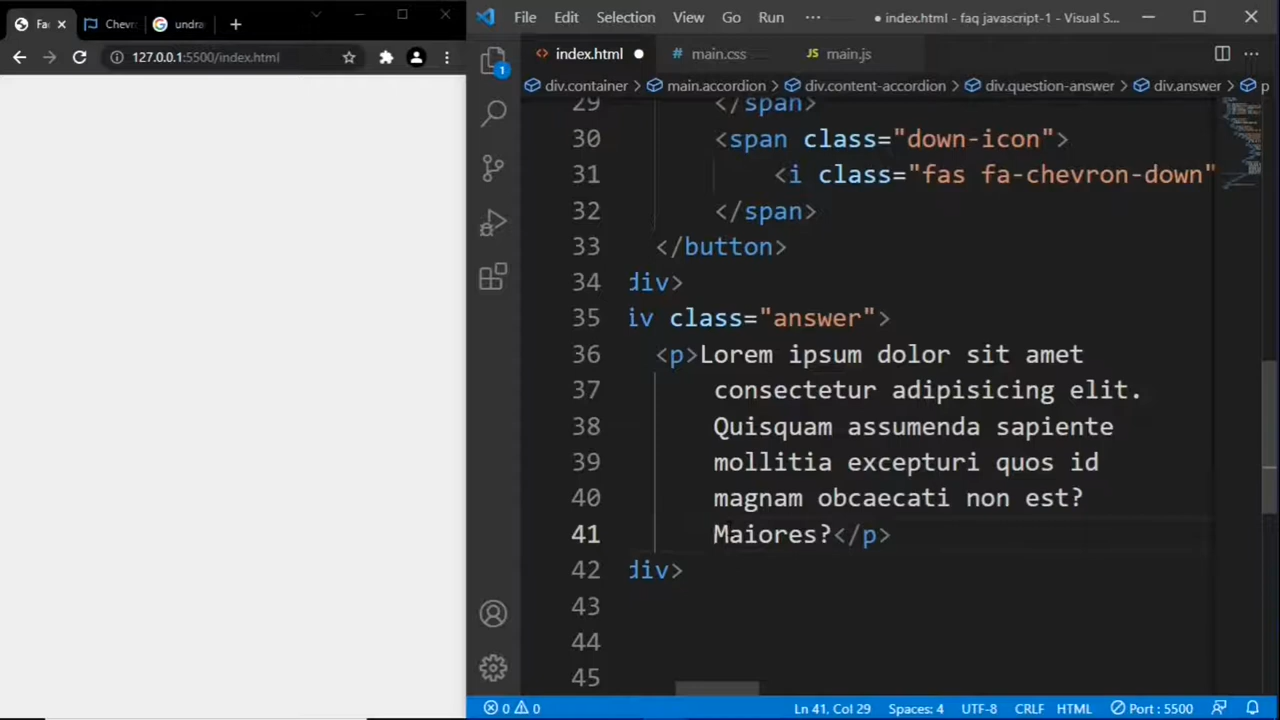 Fa
Chevr
undra
127.0.0.1:5500/index.html
File Edit Selection View Go Run ··· ● index.html - faq javascript-1 - Visual S...
<> index.html ●
# main.css
JS main.js
div.container > main.accordion > div.content-accordion > div.question-answer > div.answer > p
1
29 </span>
30 <span class="down-icon">
31 <i class="fas fa-chevron-down"
32 </span>
33 </button>
34 div>
35 iv class="answer">
36 <p>Lorem ipsum dolor sit amet
37 consectetur adipisicing elit.
38 Quisquam assumenda sapiente
39 mollitia excepturi quos id
40 magnam obcaecati non est?
41 Maiores?</p>
42 div>
43
44
45
0 0 Ln 41, Col 29 Spaces: 4 UTF-8 CRLF HTML Port : 5500